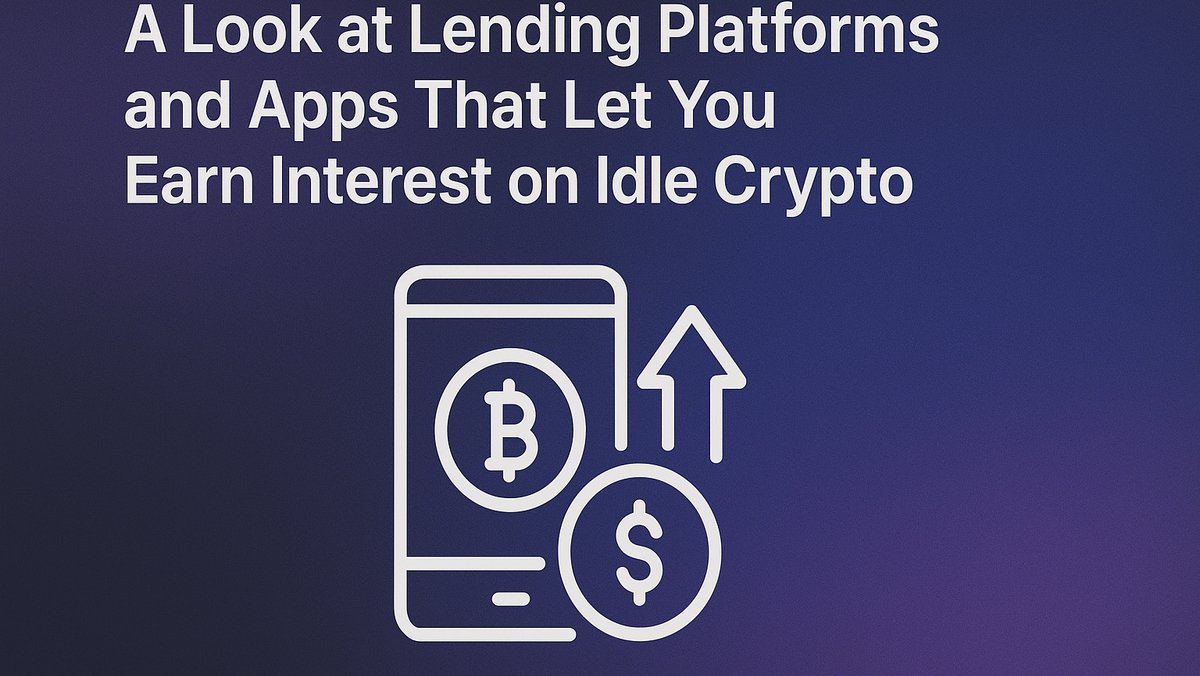 A Look at Lending Platforms
and Apps That Let You
Earn Interest on Idle Crypto
₿
$